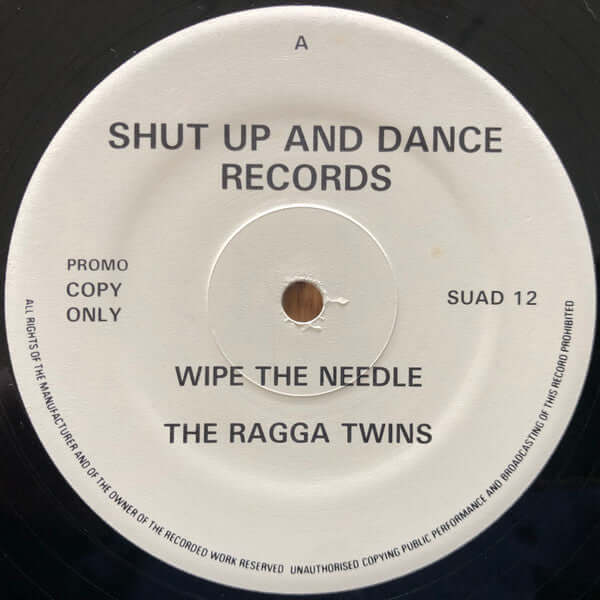 A
SHUT UP AND DANCE
RECORDS
PROMO
COPY
ONLY
SUAD 12
WIPE THE NEEDLE
THE RAGGA TWINS
ALL RIGHTS OF THE MANUFACTURER AND OF THE OWNER OF THE RECORDED WORK RESERVED UNAUTHORISED COPYING PUBLIC PERFORMANCE AND BROADCASTING OF THIS RECORD PROHIBITED